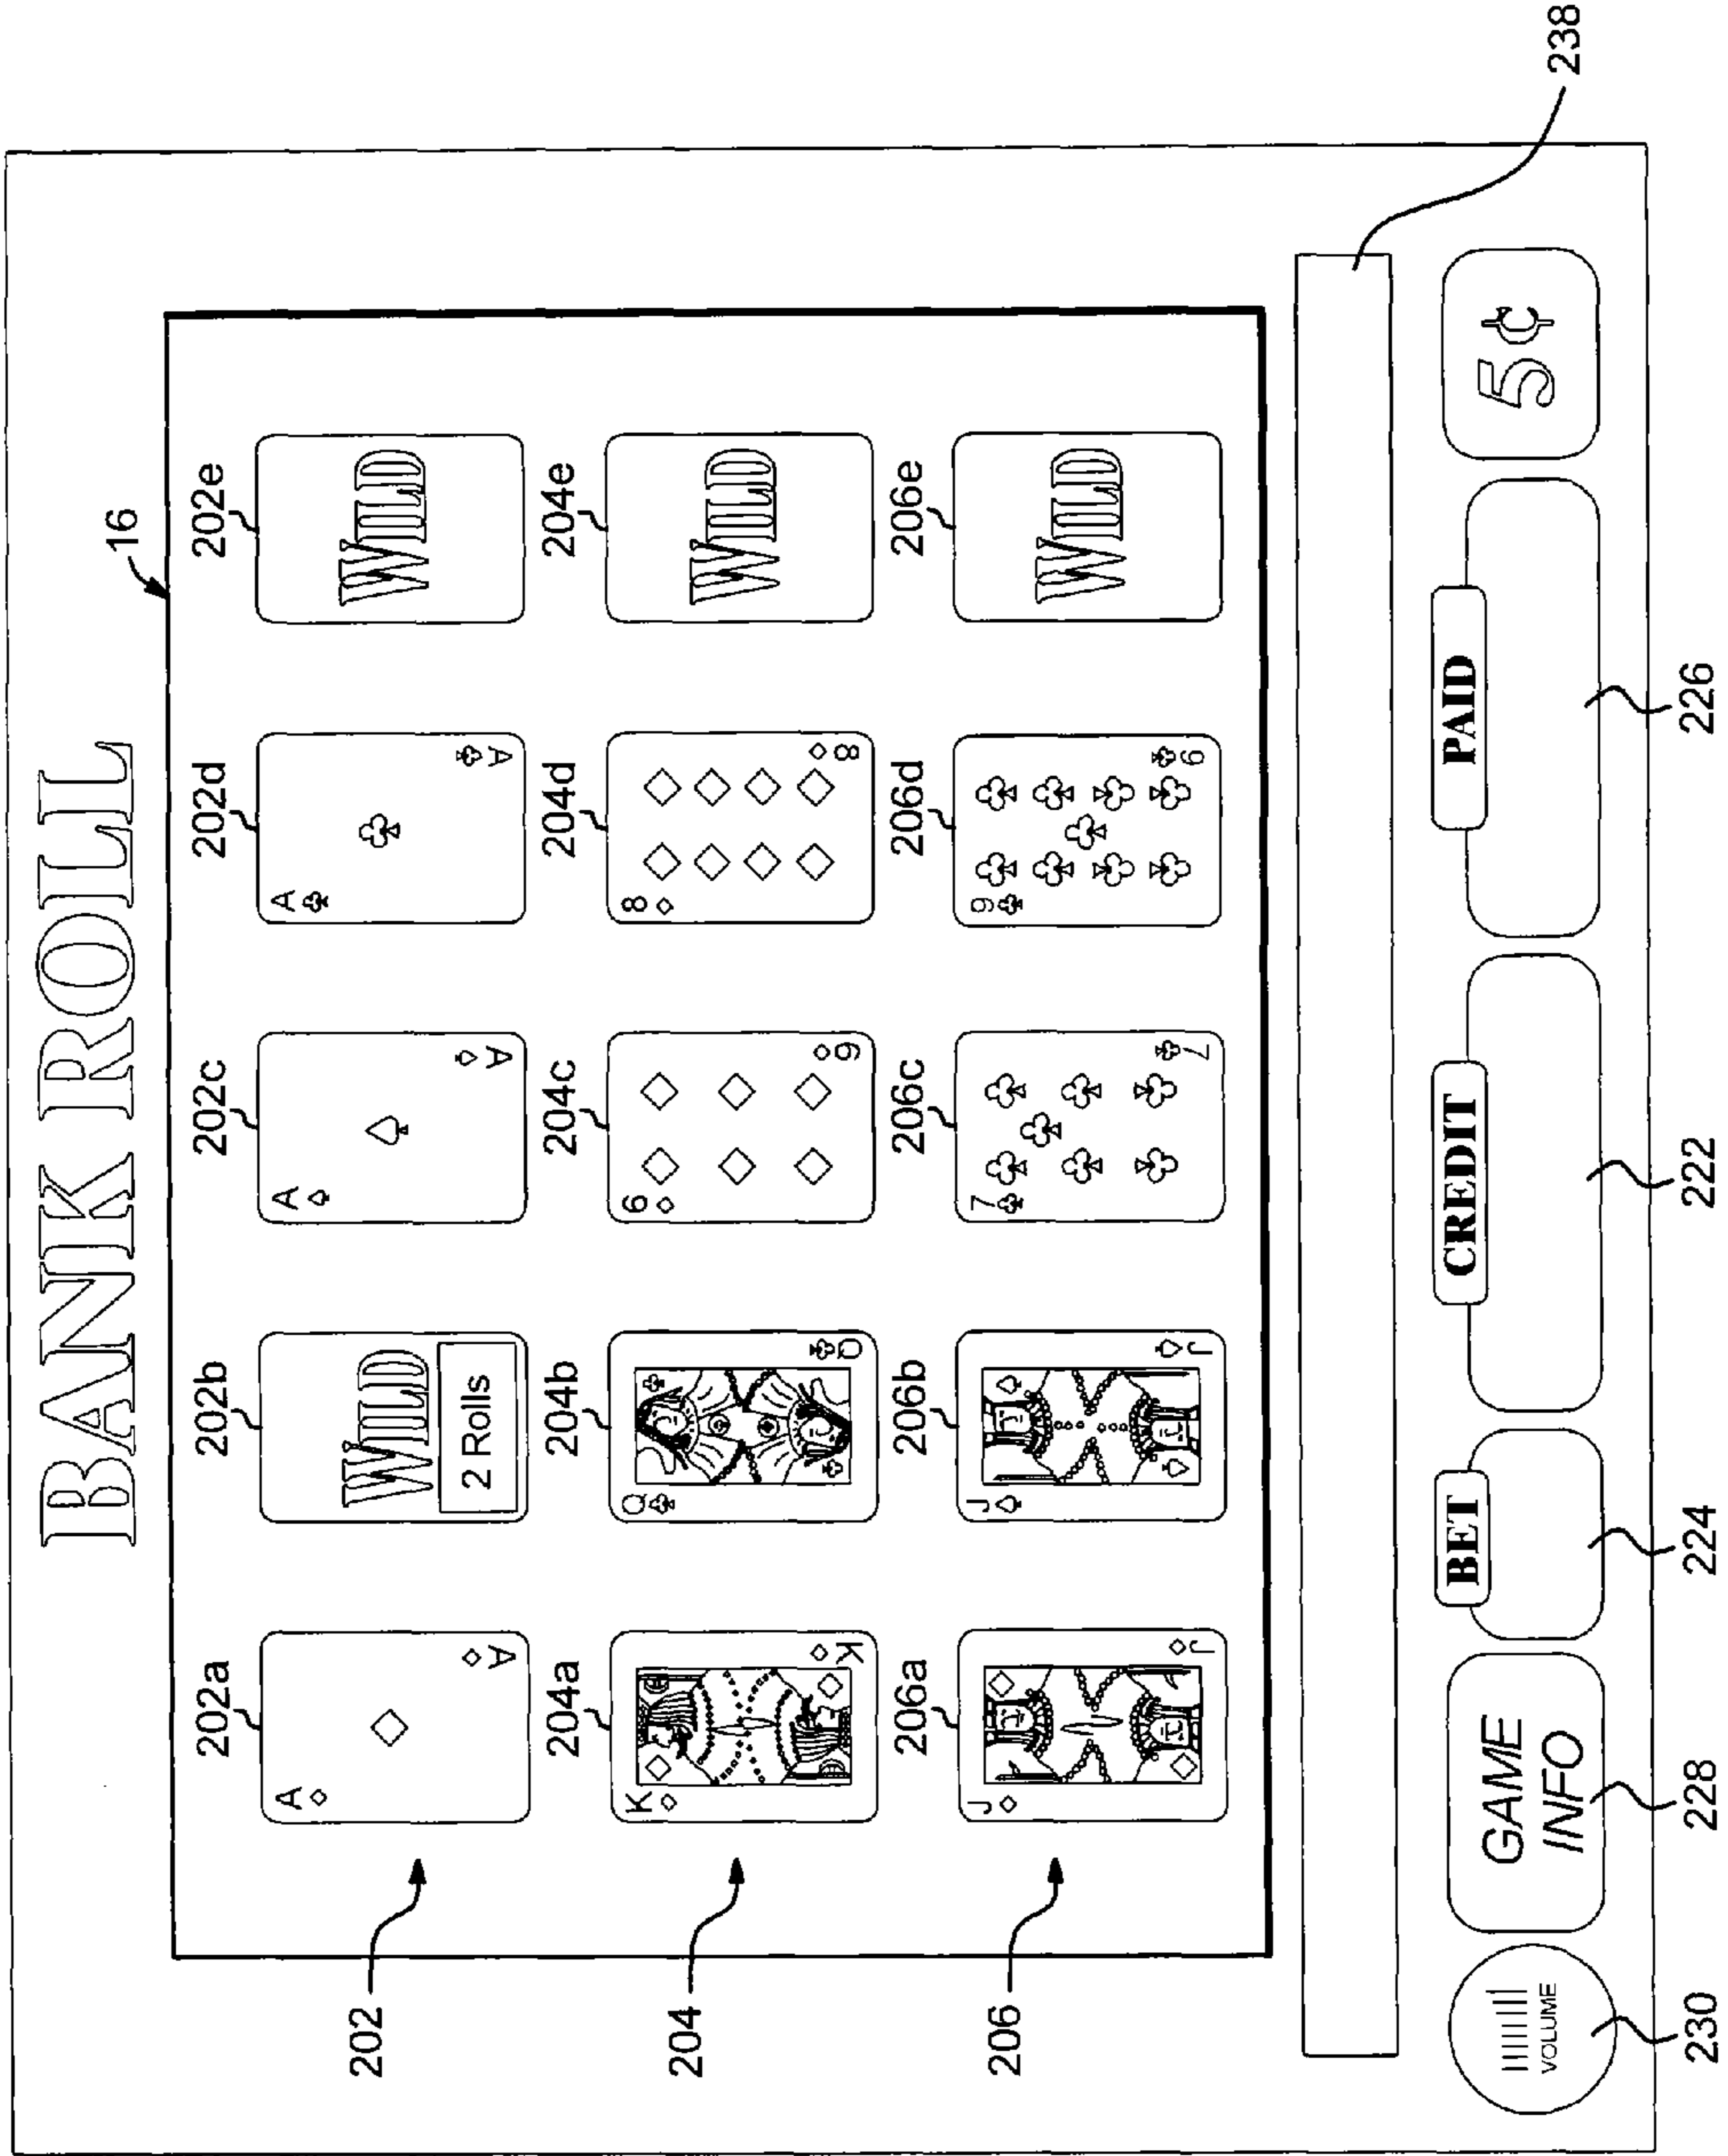 BANK ROLL
16
202a 202b 202c 202d 202e
202
A A
WILD
2 Rolls
A A
A A
WILD
204a 204b 204c 204d 204e
204
K K
Q Q
6 6
8 8
WILD
206a 206b 206c 206d 206e
206
J J
J J
7 7
9 9
WILD
238
VOLUME
GAME
INFO
BET
CREDIT
PAID
5¢
230 228 224 222 226